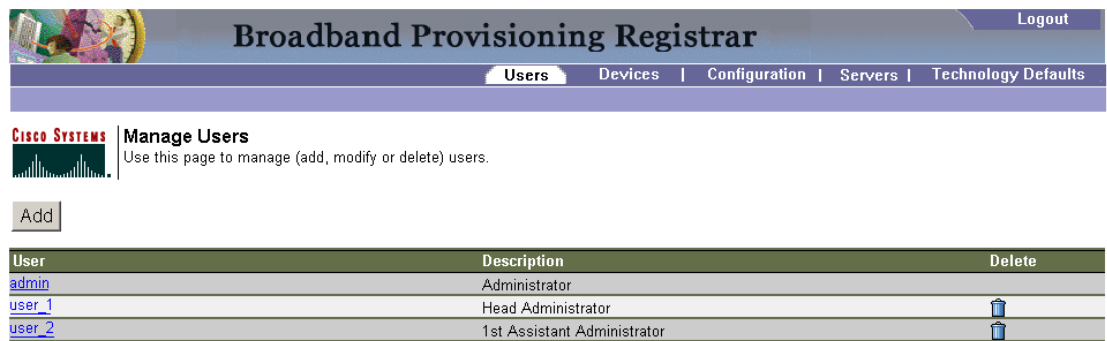 Broadband Provisioning Registrar
Logout
Users Devices | Configuration | Servers | Technology Defaults
CISCO SYSTEMS
Manage Users
Use this page to manage (add, modify or delete) users.
Add
User Description Delete
admin Administrator
user_1 Head Administrator
user_2 1st Assistant Administrator